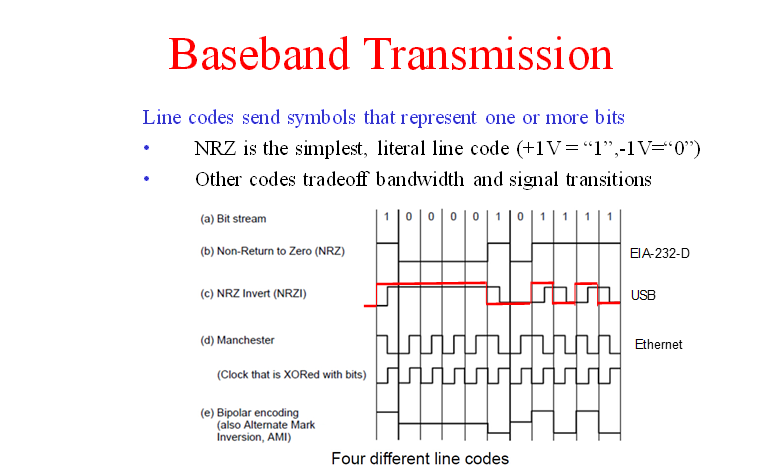 Baseband Transmission
Line codes send symbols that represent one or more bits
• NRZ is the simplest, literal line code (+1V = “1”,-1V=“0”)
• Other codes tradeoff bandwidth and signal transitions
(a) Bit stream 1 0 0 0 0 1 0 1 1 1 1
(b) Non-Return to Zero (NRZ) EIA-232-D
(c) NRZ Invert (NRZI) USB
(d) Manchester Ethernet
(Clock that is XORed with bits)
(e) Bipolar encoding
(also Alternate Mark
Inversion, AMI)
Four different line codes